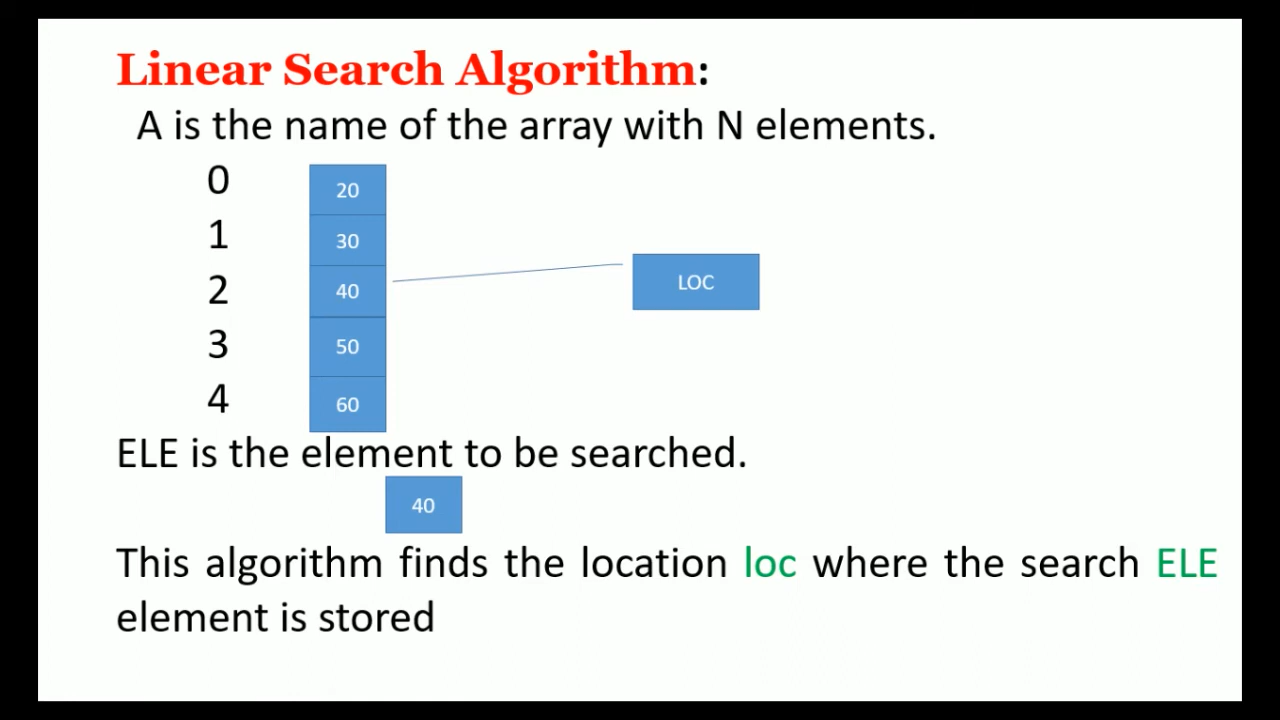 Linear Search Algorithm:
A is the name of the array with N elements.
0 20
1 30
2 40 LOC
3 50
4 60
ELE is the element to be searched.
40
This algorithm finds the location loc where the search ELE
element is stored